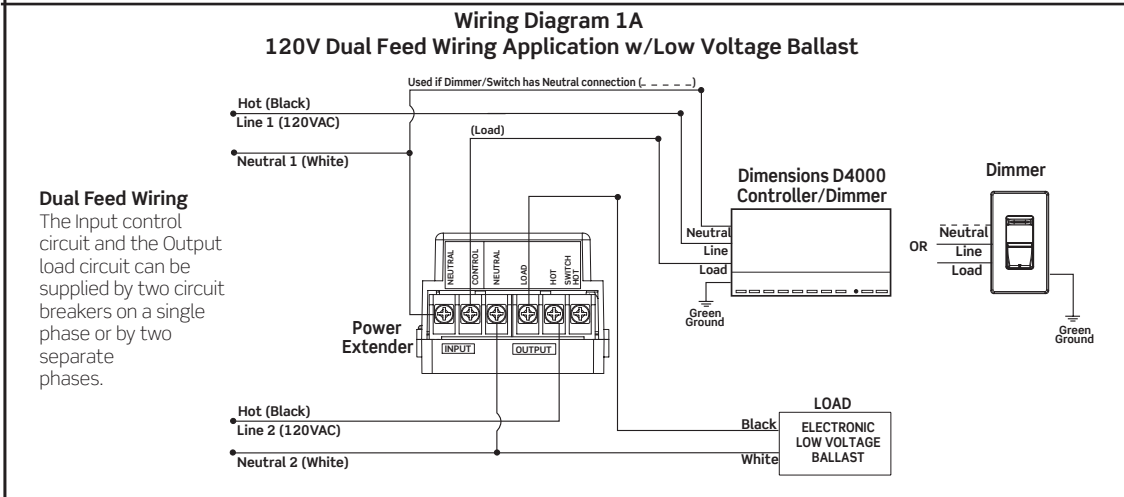 Wiring Diagram 1A
120V Dual Feed Wiring Application w/Low Voltage Ballast
Used if Dimmer/Switch has Neutral connection (_ _ _ _ _)
Hot (Black)
Line 1 (120VAC)
(Load)
Neutral 1 (White)
Dual Feed Wiring
The Input control
circuit and the Output
load circuit can be
supplied by two circuit
breakers on a single
phase or by two
separate
phases.
Dimensions D4000
Controller/Dimmer
Neutral
Line
Load
Green
Ground
OR
Dimmer
Neutral
Line
Load
Green
Ground
NEUTRAL
CONTROL
NEUTRAL
LOAD
HOT
SWITCH
HOT
Power
Extender
INPUT
OUTPUT
Hot (Black)
Line 2 (120VAC)
Neutral 2 (White)
LOAD
Black
White
ELECTRONIC
LOW VOLTAGE
BALLAST